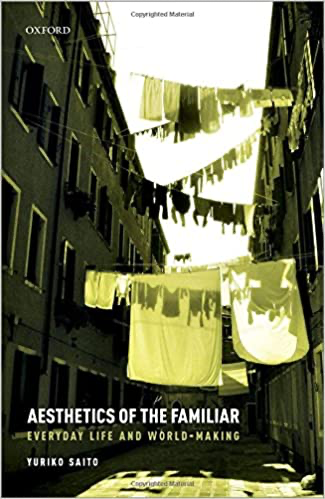 OXFORD
AESTHETICS OF THE FAMILIAR
EVERYDAY LIFE AND WORLD-MAKING
YURIKO SAITO